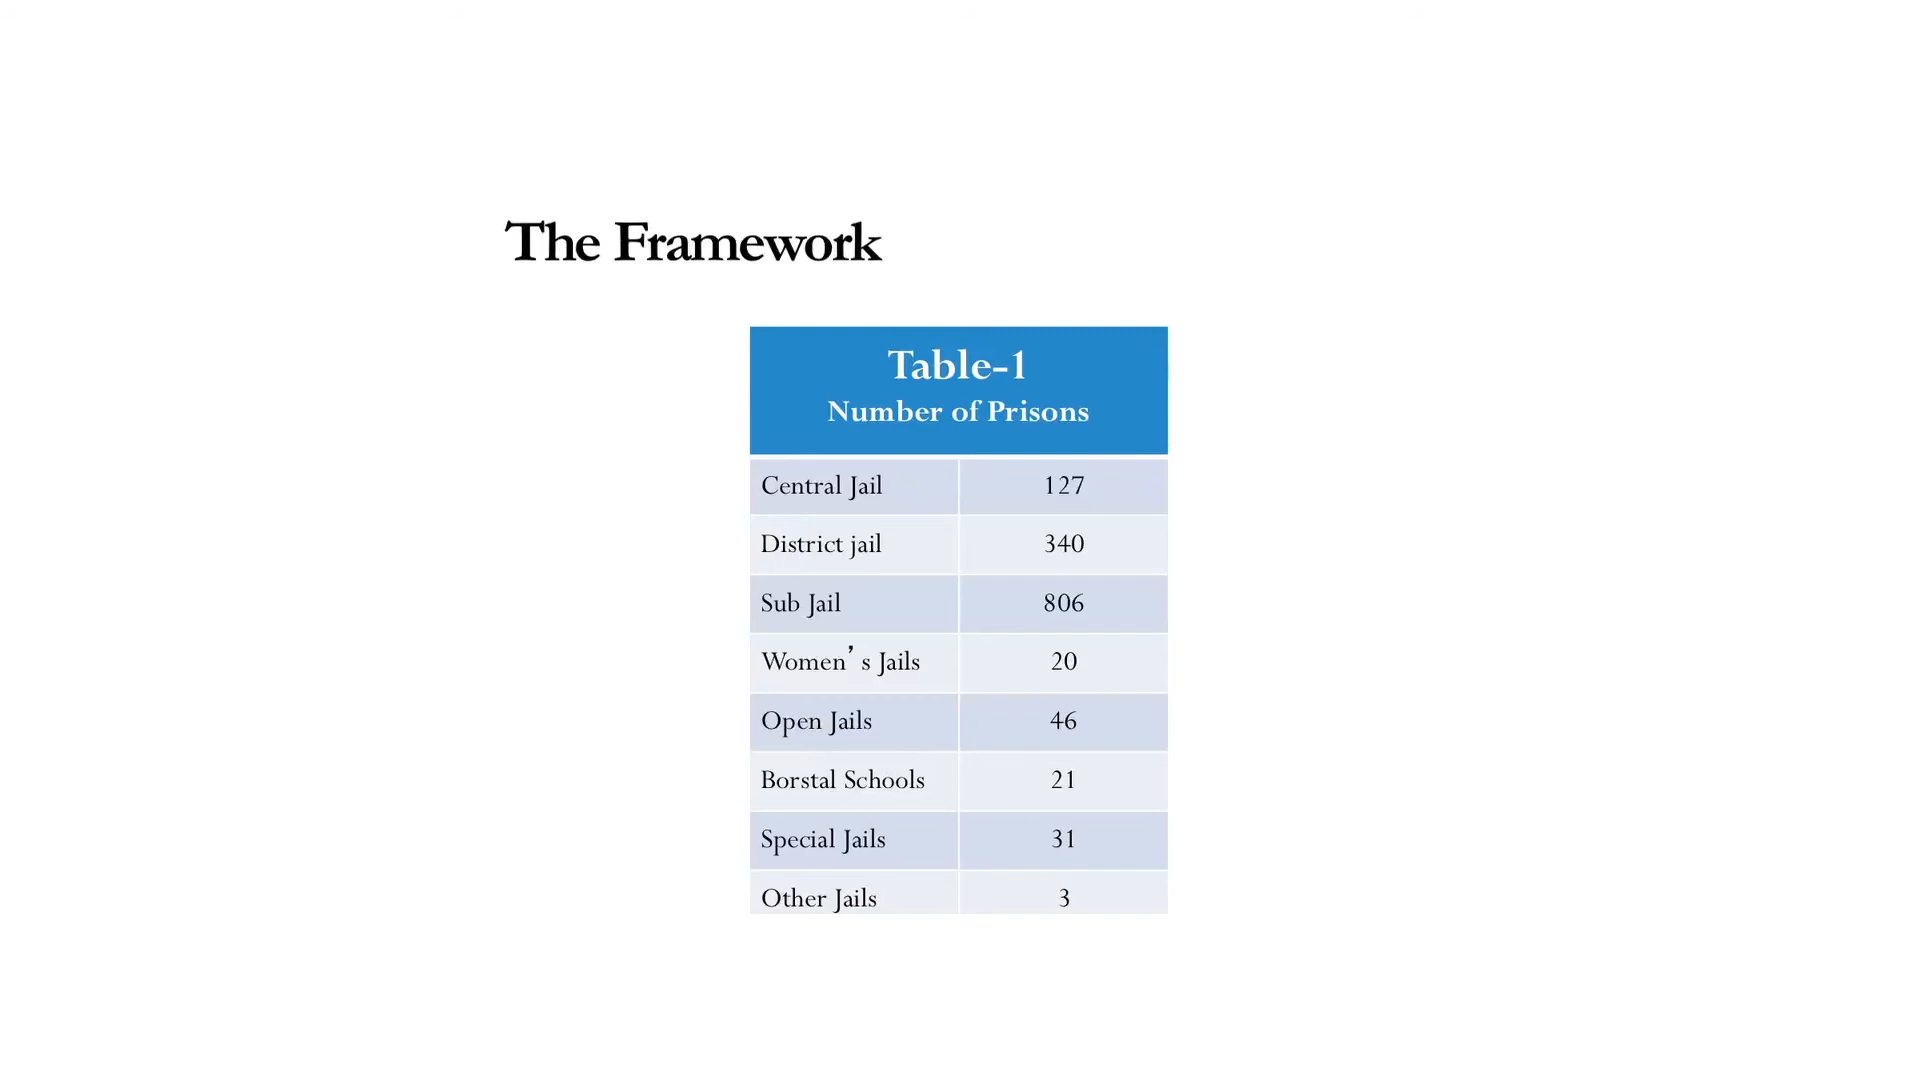 The Framework
Table-1
Number of Prisons
Central Jail 127
District jail 340
Sub Jail 806
Women’s Jails 20
Open Jails 46
Borstal Schools 21
Special Jails 31
Other Jails 3